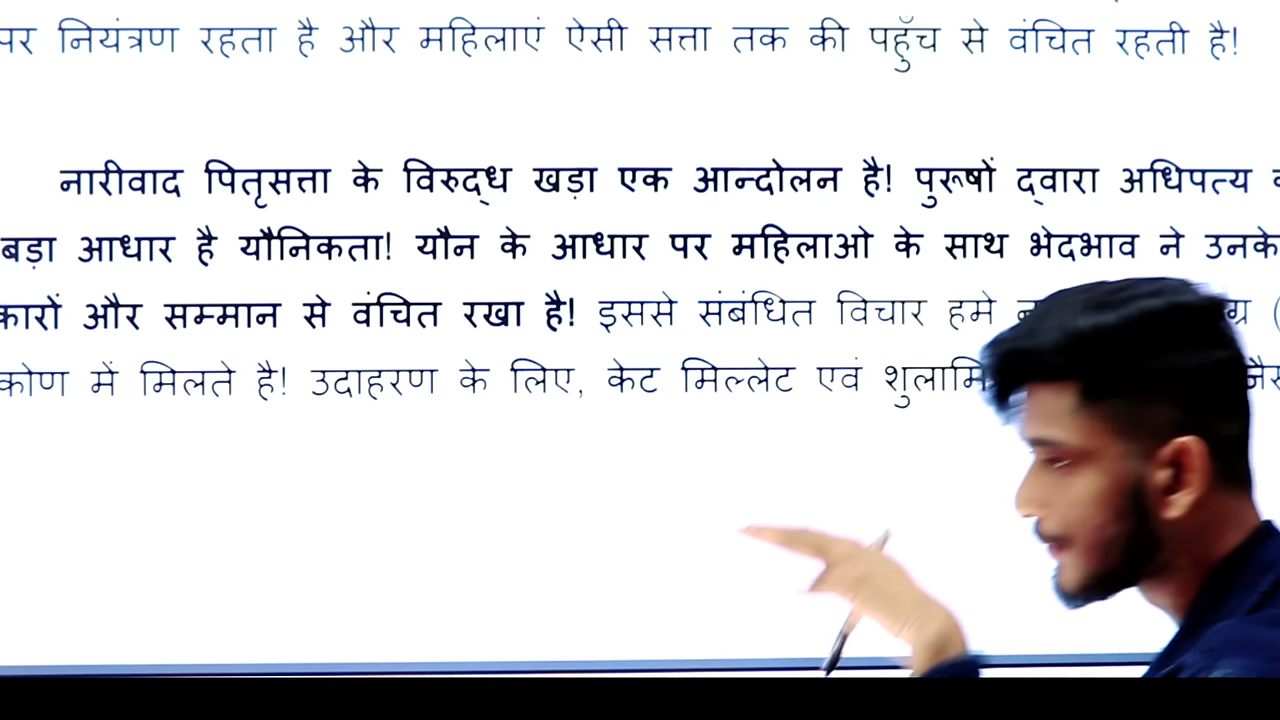 पर नियंत्रण रहता है और महिलाएं ऐसी सत्ता तक की पहुँच से वंचित रहती है!
नारीवाद पितृसत्ता के विरुद्ध खड़ा एक आन्दोलन है! पुरूषों द्वारा अधिपत्य
बड़ा आधार है यौनिकता! यौन के आधार पर महिलाओ के साथ भेदभाव ने उनके
कारों और सम्मान से वंचित रखा है! इससे संबंधित विचार हमे
कोण में मिलते है! उदाहरण के लिए, केट मिल्लेट एवं